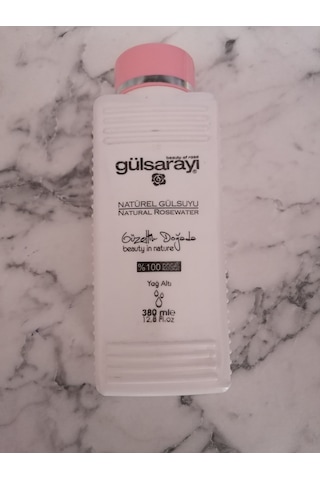 beauty of rose
gülsarayı
NATÜREL GÜLSUYU
NATURAL ROSEWATER
Güzellik Doğada
beauty in nature
%100
Yağ Altı
380 mle
12.8 fl.oz